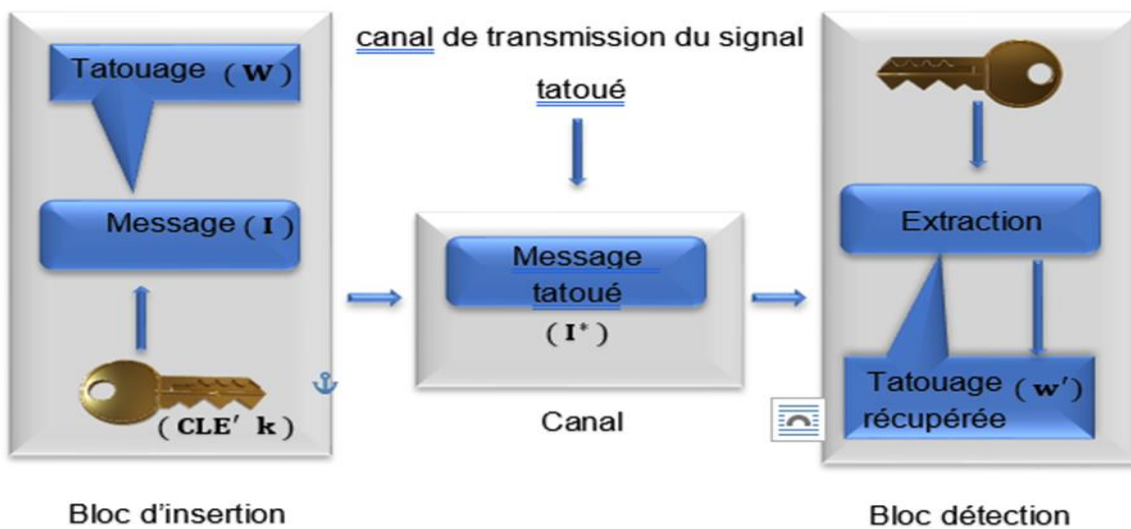 Tatouage (W)
Message (I)
(CLE' k)
Bloc d'insertion
canal de transmission du signal
tatoué
Message
tatoué
(I*)
Canal
Extraction
Tatouage (w')
récupérée
Bloc détection